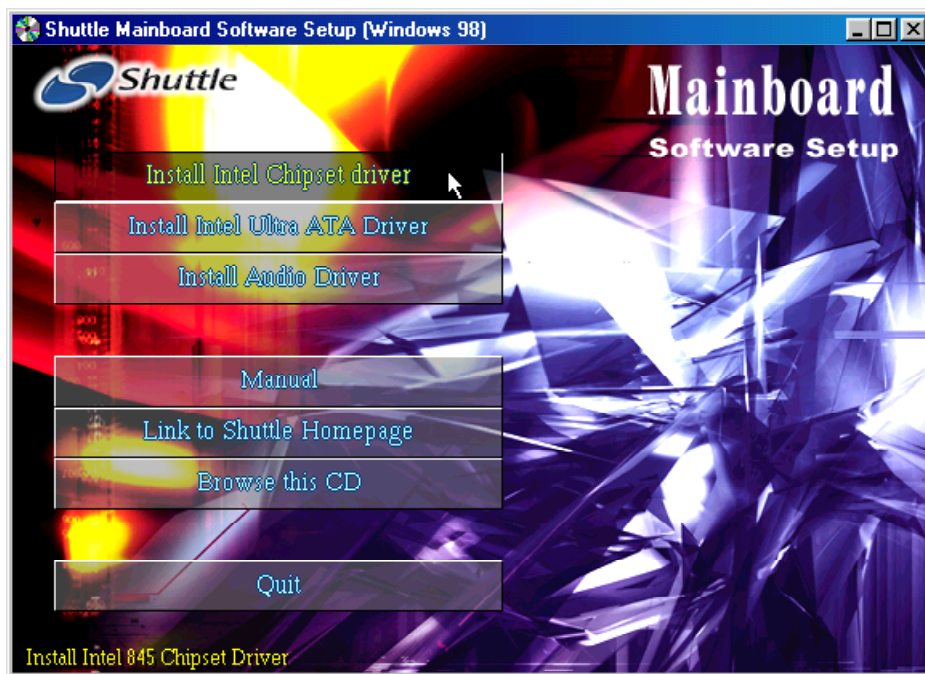 Shuttle Mainboard Software Setup (Windows 98)
Shuttle
Mainboard
Software Setup
Install Intel Chipset driver
Install Intel Ultra ATA Driver
Install Audio Driver
Manual
Link to Shuttle Homepage
Browse this CD
Quit
Install Intel 845 Chipset Driver